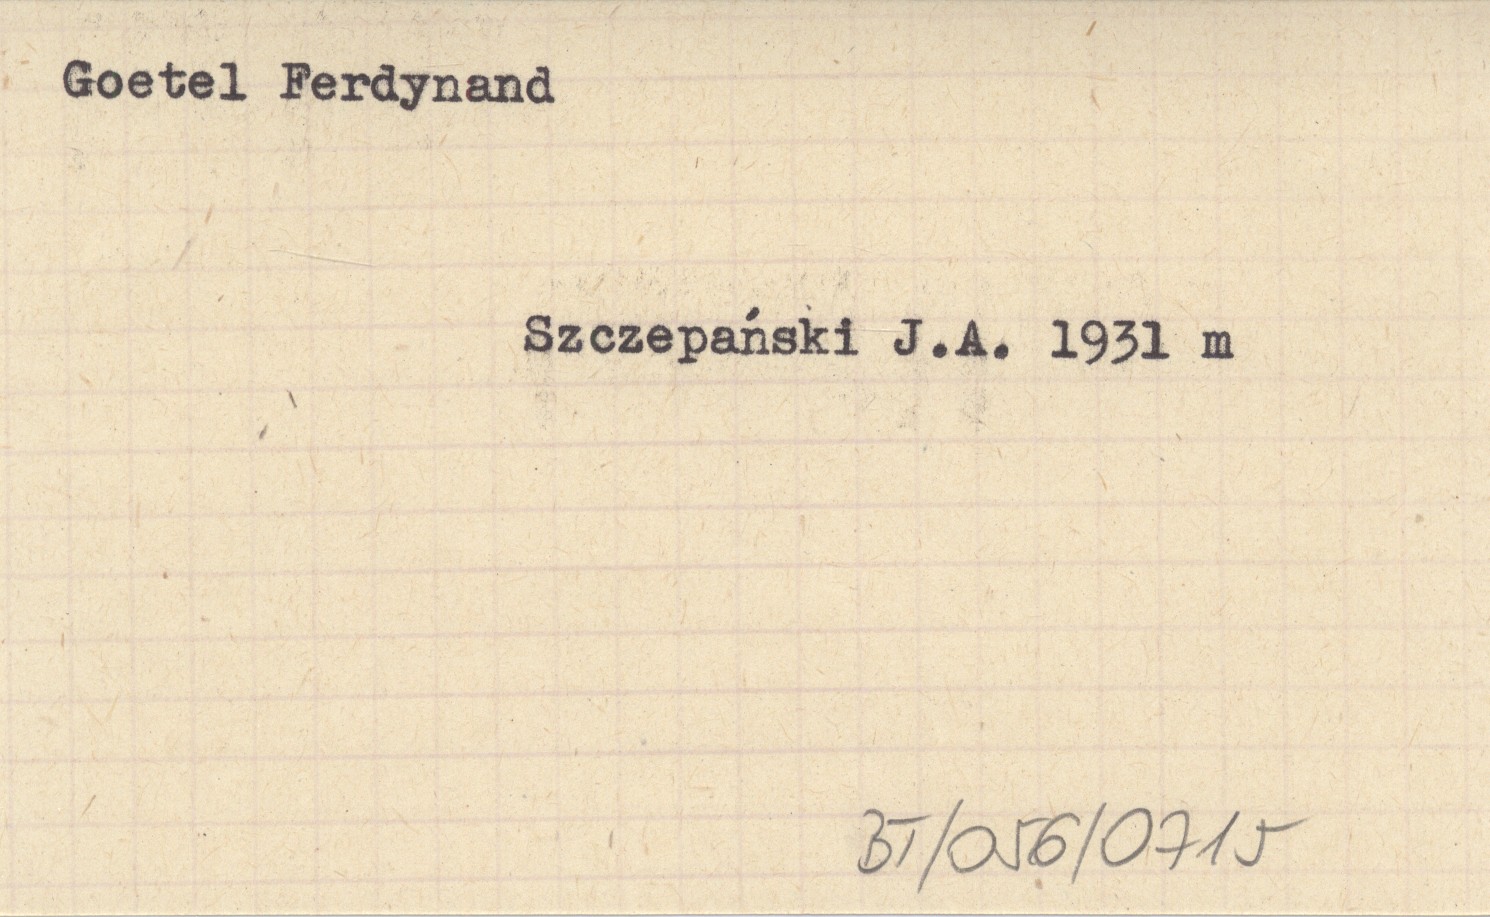 Goetel Ferdynand
Szczepański J.A. 1931 m
BT/056/0715